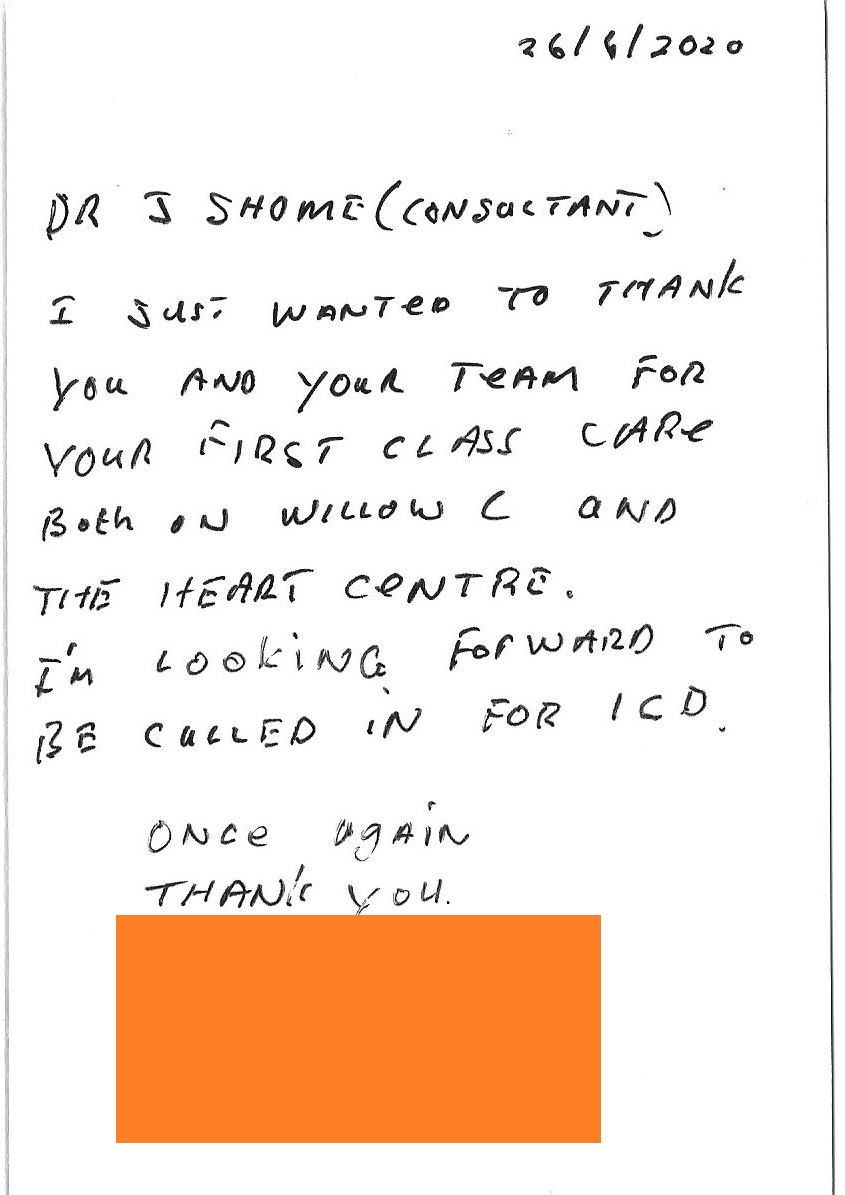 26/6/2020
DR J SHOME (CONSULTANT)
I JUST WANTED TO THANK
YOU AND YOUR TEAM FOR
YOUR FIRST CLASS CARE
Both ON WILLOW C AND
THE HEART CeNTRE.
I'm LOOkiNG ForWARD To
BE CALLED iN FOR ICD.
ONCe AgAiN
THANK YOU.